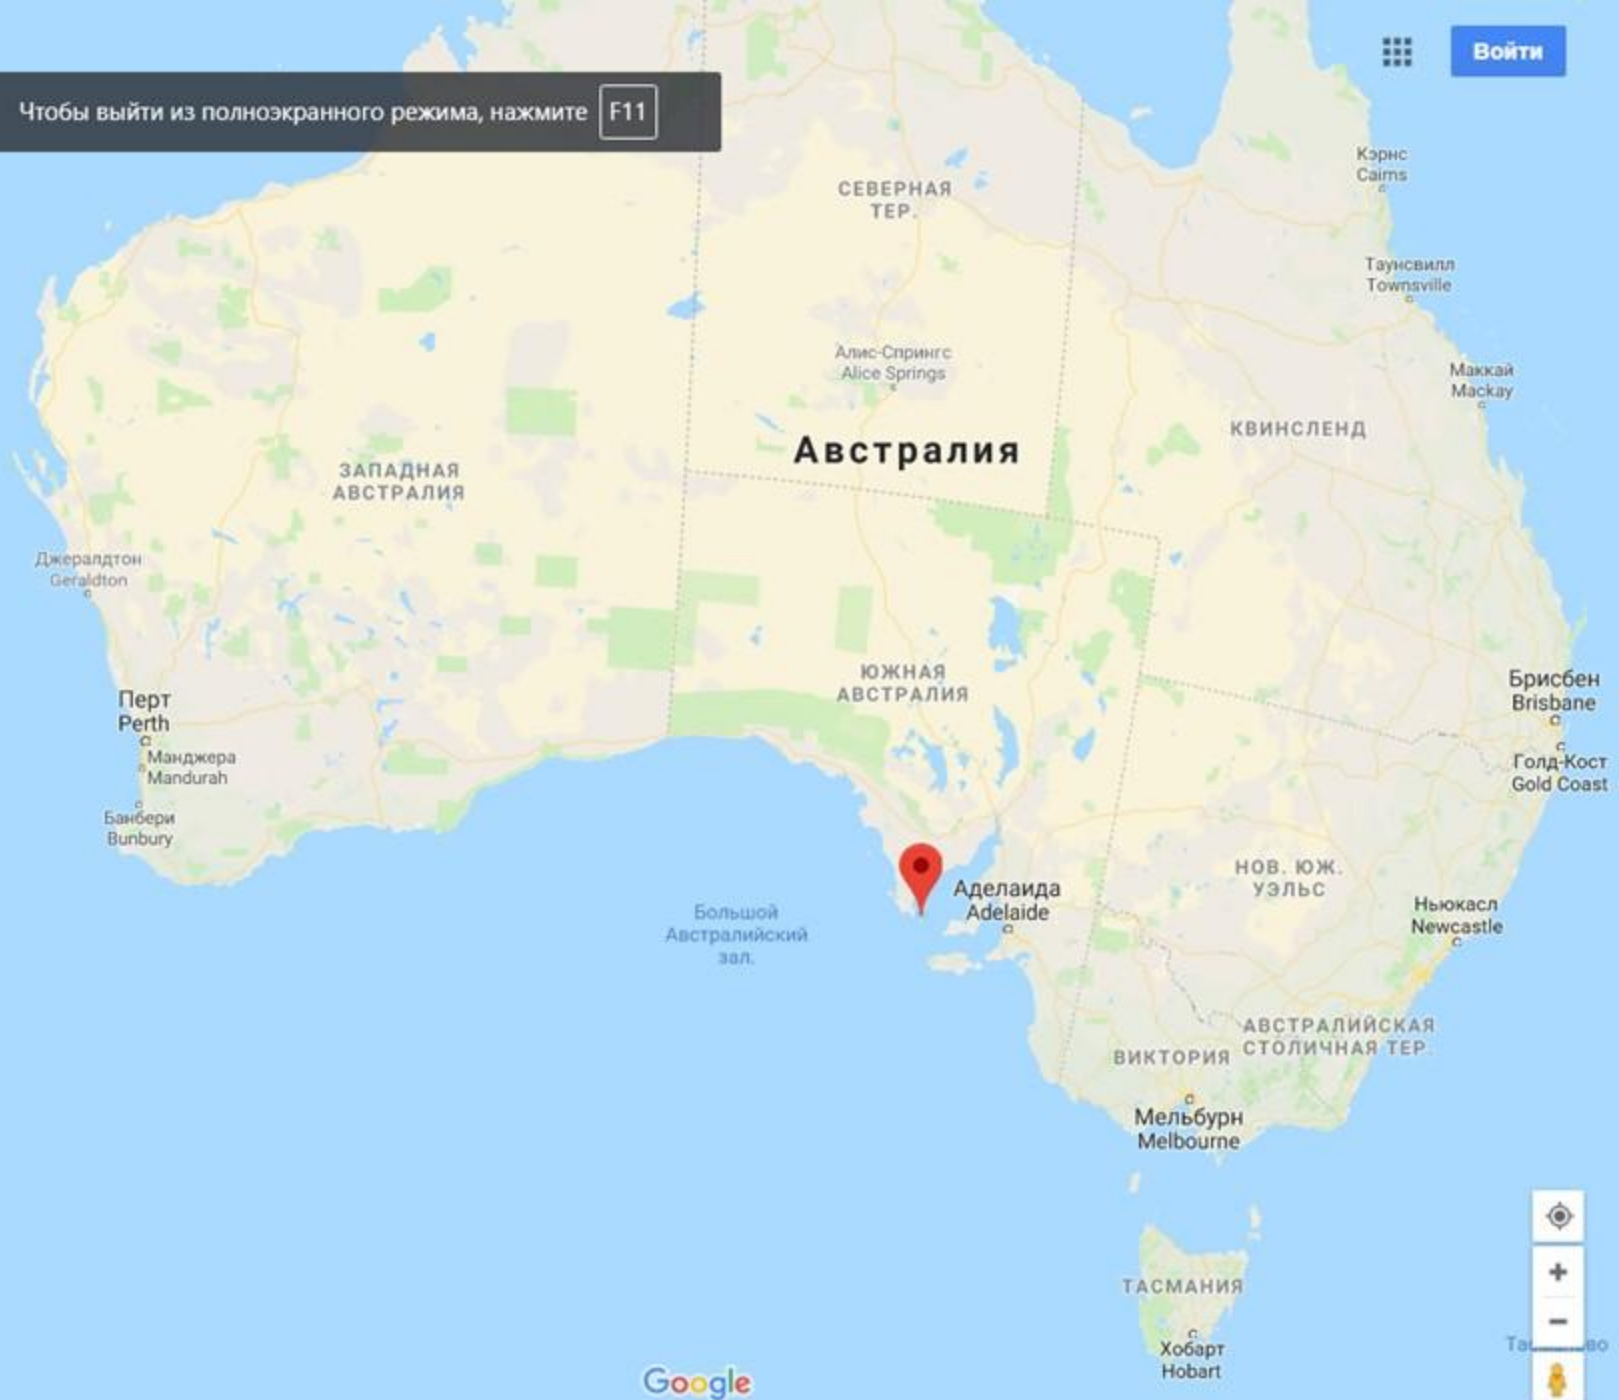 Войти
Чтобы выйти из полноэкранного режима, нажмите F11
Кэрнс
Cairns
СЕВЕРНАЯ
ТЕР.
Таунсвилл
Townsville
Алис-Спрингс
Alice Springs
Маккай
Mackay
КВИНСЛЕНД
Австралия
ЗАПАДНАЯ
АВСТРАЛИЯ
Джералдтон
Geraldton
ЮЖНАЯ
АВСТРАЛИЯ
Брисбен
Brisbane
Перт
Perth
Манджера
Mandurah
Голд-Кост
Gold Coast
Банбери
Bunbury
НОВ. ЮЖ.
УЭЛЬС
Аделаида
Adelaide
Ньюкасл
Newcastle
Большой
Австралийский
зал.
АВСТРАЛИЙСКАЯ
СТОЛИЧНАЯ ТЕР.
ВИКТОРИЯ
Мельбурн
Melbourne
ТАСМАНИЯ
Хобарт
Hobart
Google